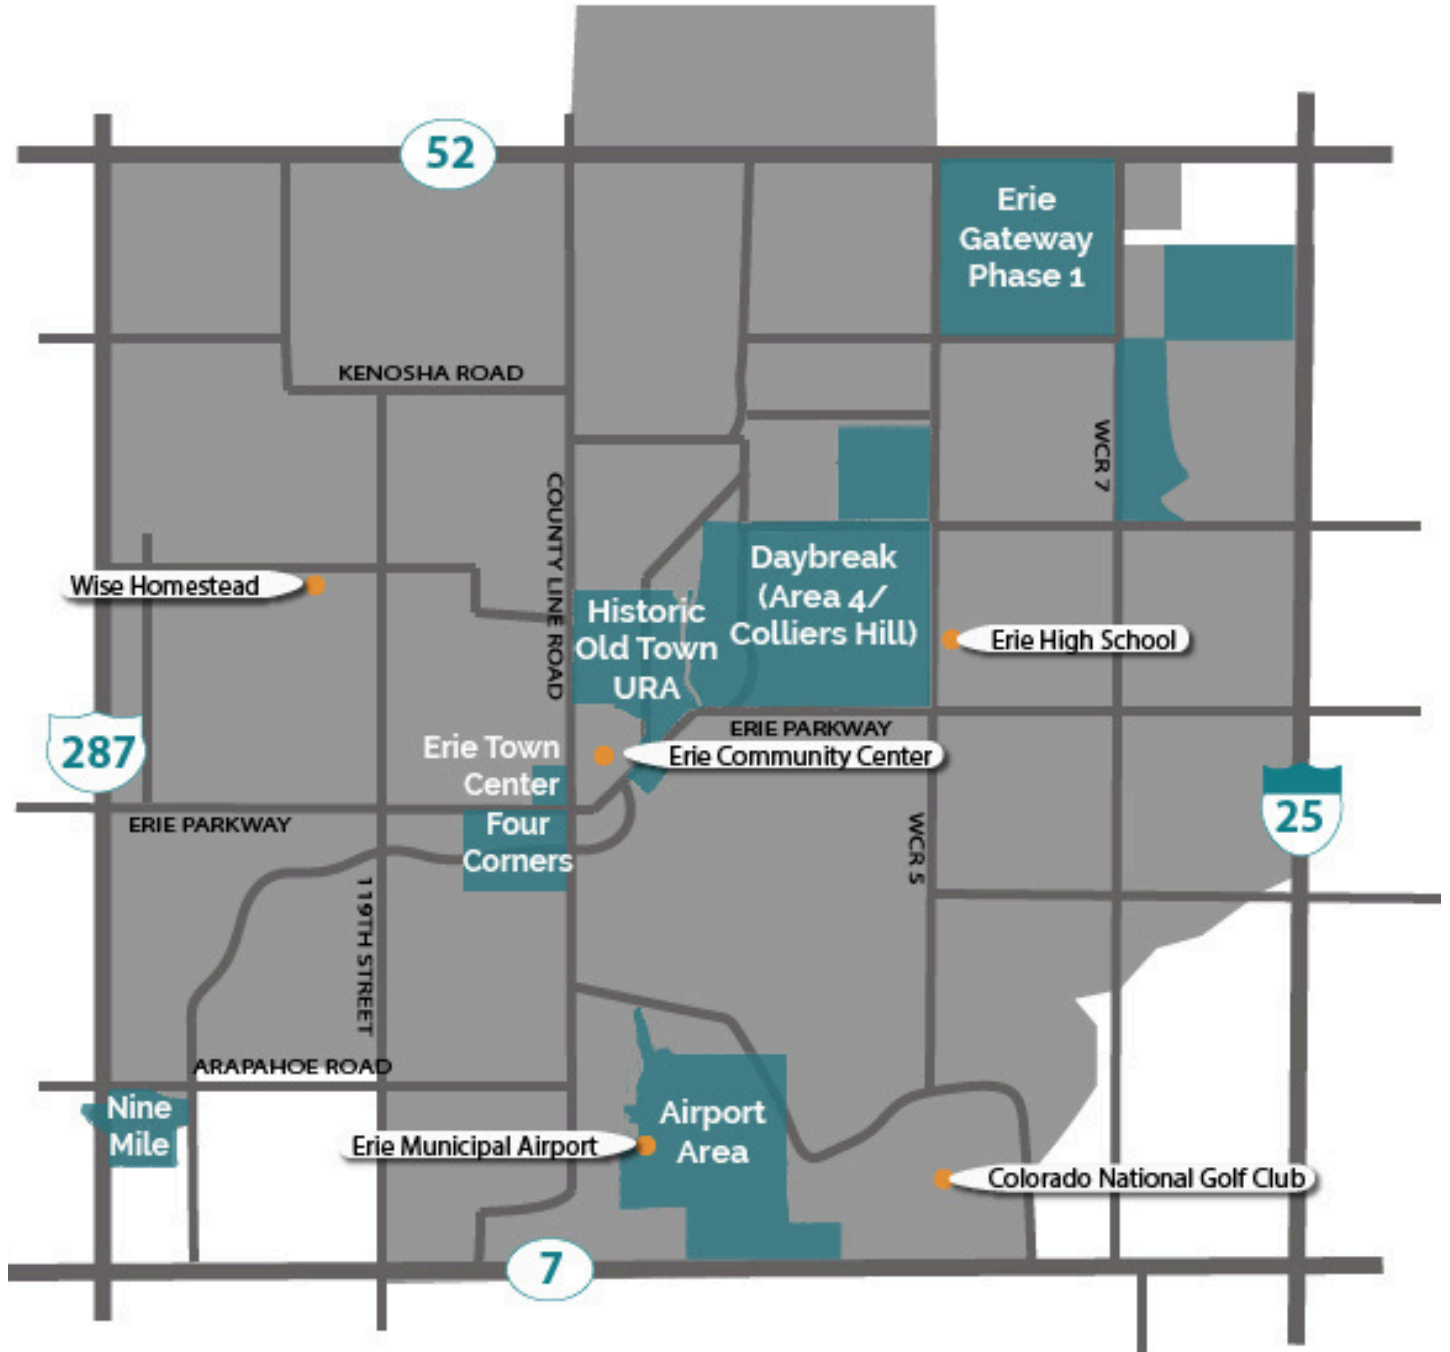 52
Erie
Gateway
Phase 1
KENOSHA ROAD
WCR 7
COUNTY LINE ROAD
Daybreak
(Area 4/
Colliers Hill)
Wise Homestead
Historic
Old Town
URA
Erie High School
287
ERIE PARKWAY
Erie Town
Center
Erie Community Center
25
ERIE PARKWAY
Four
Corners
WCR 5
119TH STREET
ARAPAHOE ROAD
Nine
Mile
Airport
Area
Erie Municipal Airport
Colorado National Golf Club
7